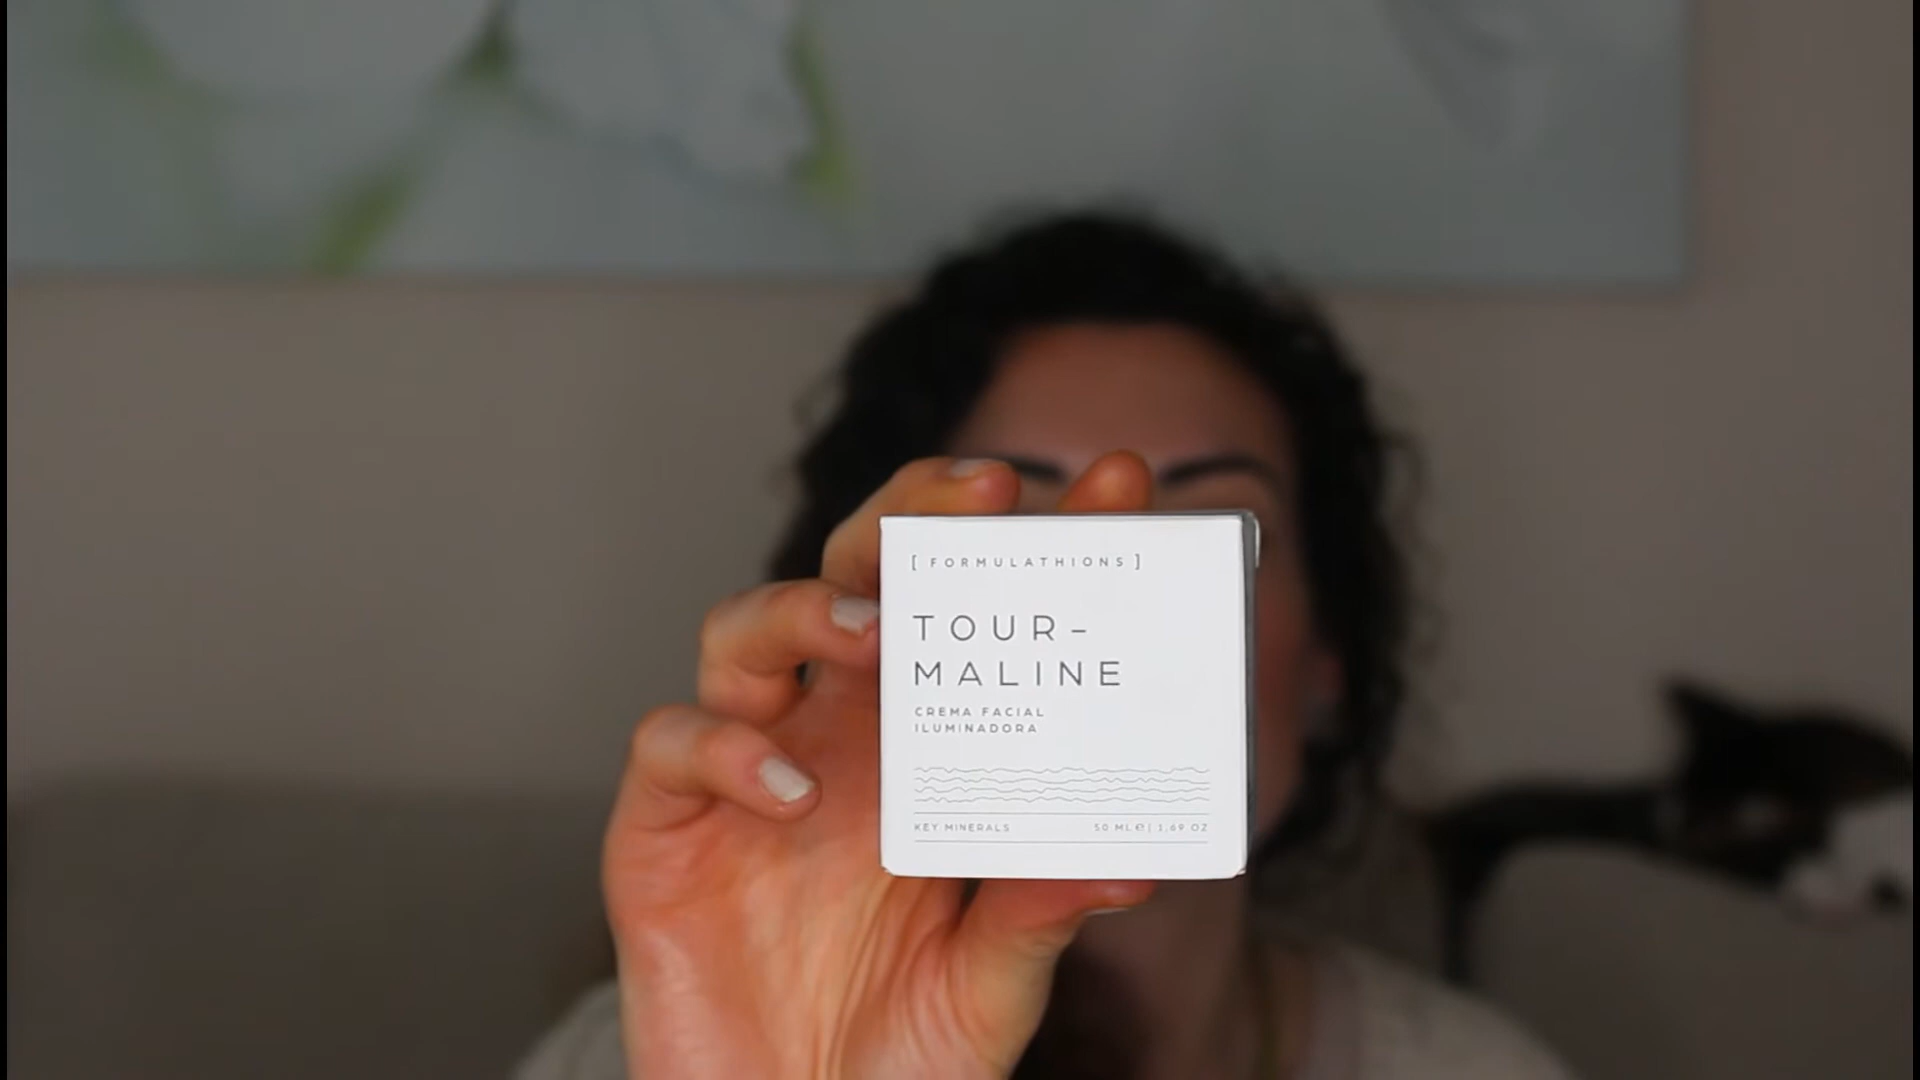 [ FORMULATHIONS ]
TOUR-
MALINE
CREMA FACIAL
ILUMINADORA
KEY MINERALS
50 ML ℮ | 1,69 OZ